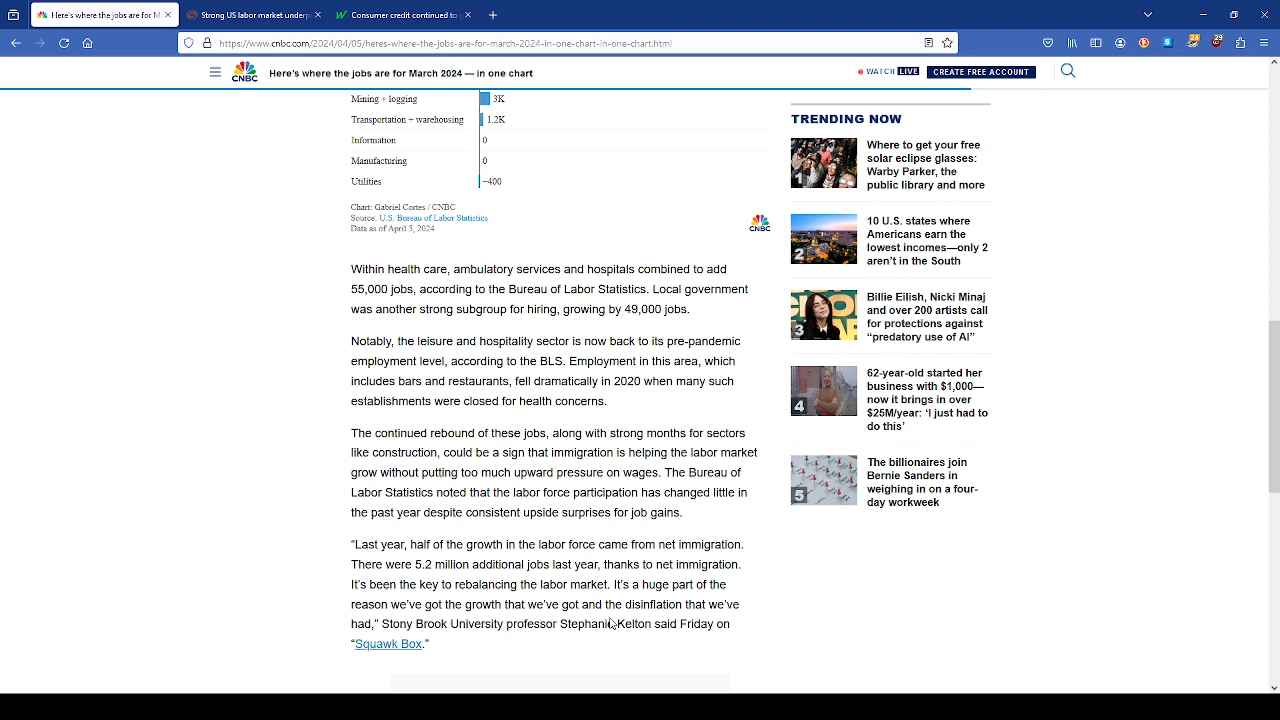 Here's where the jobs are for M
Strong US labor market underp
Consumer credit continued to
https://www.cnbc.com/2024/04/05/heres-where-the-jobs-are-for-march-2024-in-one-chart-in-one-chart.html
24
29
CNBC
Here's where the jobs are for March 2024 — in one chart
WATCH LIVE
CREATE FREE ACCOUNT
Mining + logging 3K
Transportation + warehousing 1.2K
Information 0
Manufacturing 0
Utilities −400
Chart: Gabriel Cortes / CNBC
Source: U.S. Bureau of Labor Statistics
Data as of April 5, 2024
CNBC
Within health care, ambulatory services and hospitals combined to add
55,000 jobs, according to the Bureau of Labor Statistics. Local government
was another strong subgroup for hiring, growing by 49,000 jobs.
Notably, the leisure and hospitality sector is now back to its pre-pandemic
employment level, according to the BLS. Employment in this area, which
includes bars and restaurants, fell dramatically in 2020 when many such
establishments were closed for health concerns.
The continued rebound of these jobs, along with strong months for sectors
like construction, could be a sign that immigration is helping the labor market
grow without putting too much upward pressure on wages. The Bureau of
Labor Statistics noted that the labor force participation has changed little in
the past year despite consistent upside surprises for job gains.
“Last year, half of the growth in the labor force came from net immigration.
There were 5.2 million additional jobs last year, thanks to net immigration.
It’s been the key to rebalancing the labor market. It’s a huge part of the
reason we’ve got the growth that we’ve got and the disinflation that we’ve
had,” Stony Brook University professor Stephanie Kelton said Friday on
“Squawk Box.”
TRENDING NOW
1
Where to get your free
solar eclipse glasses:
Warby Parker, the
public library and more
2
10 U.S. states where
Americans earn the
lowest incomes—only 2
aren’t in the South
3
Billie Eilish, Nicki Minaj
and over 200 artists call
for protections against
“predatory use of AI”
4
62-year-old started her
business with $1,000—
now it brings in over
$25M/year: ‘I just had to
do this’
5
The billionaires join
Bernie Sanders in
weighing in on a four-
day workweek